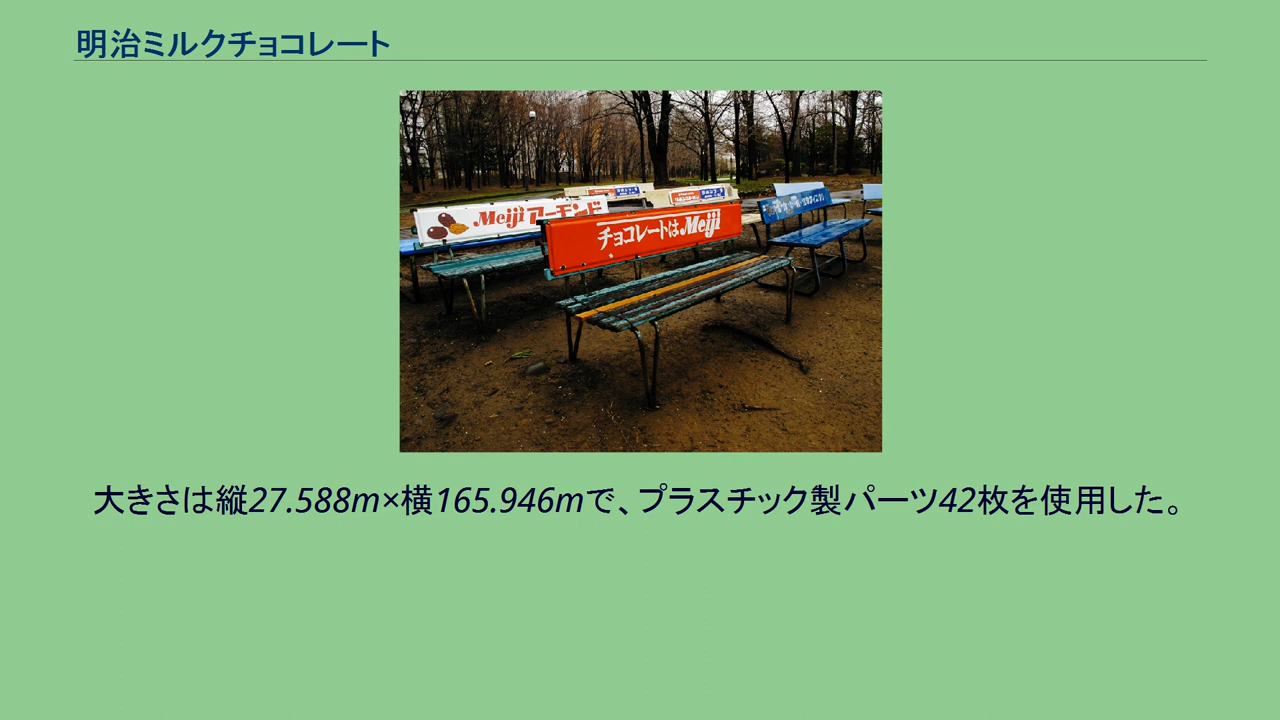 明治ミルクチョコレート
Meiji アーモンド
チョコレートは Meiji
大きさは縦27.588m×横165.946mで、プラスチック製パーツ42枚を使用した。